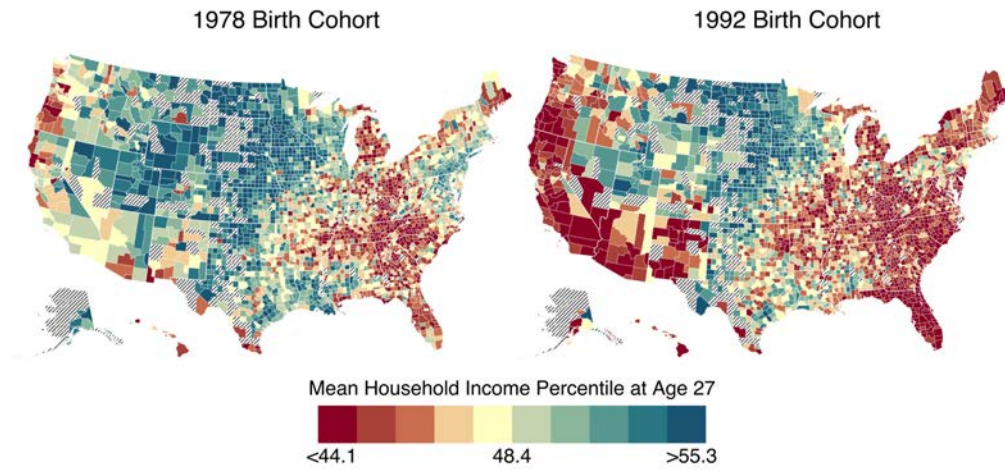 1978 Birth Cohort
1992 Birth Cohort
Mean Household Income Percentile at Age 27
<44.1 48.4 >55.3